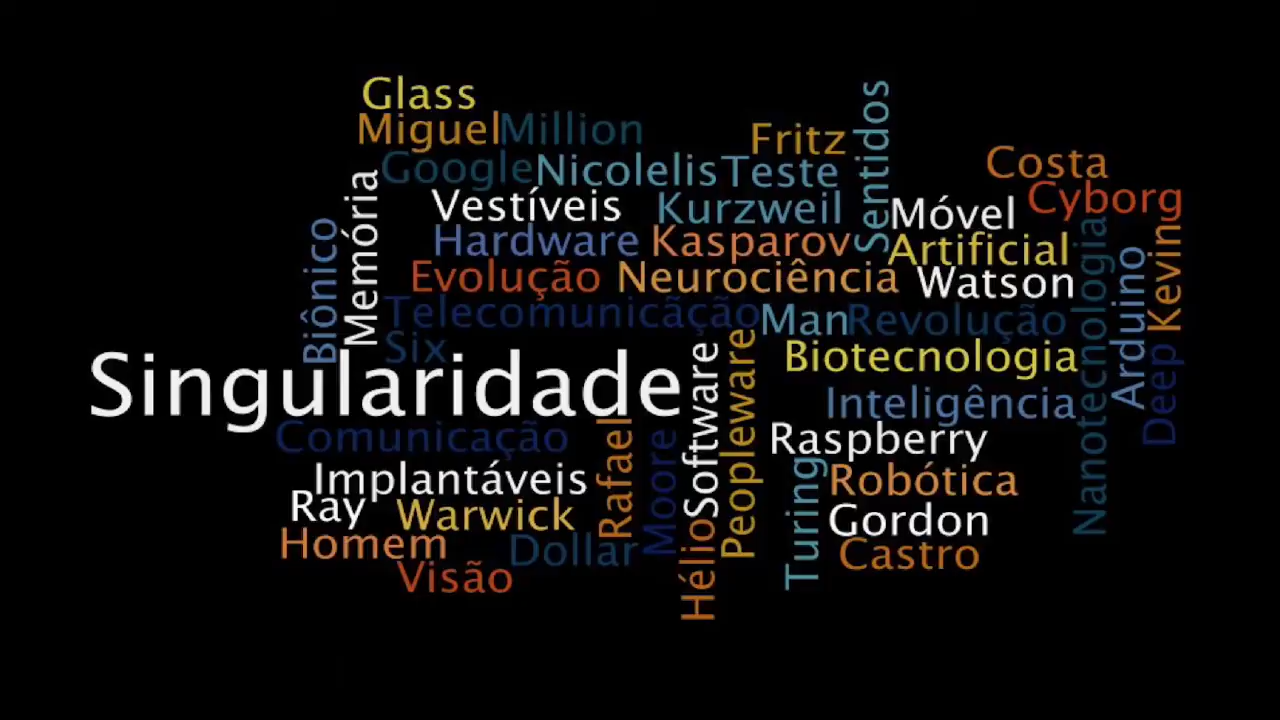 Glass
Miguel
Million
Fritz
Sentidos
Google
Nicolelis
Teste
Costa
Memória
Vestíveis
Kurzweil
Móvel
Cyborg
Biônico
Hardware
Kasparov
Artificial
Nanotecnologia
Arduino
Kevino
Evolução
Neurociência
Watson
Telecomunicãção
Man
Revolução
Six
Singularidade
Software
Peopleware
Biotecnologia
Deep
Comunicação
Rafael
Moore
Inteligência
Raspberry
Implantáveis
Turing
Robótica
Ray
Warwick
Gordon
Homem
Dollar
Hélio
Castro
Visão